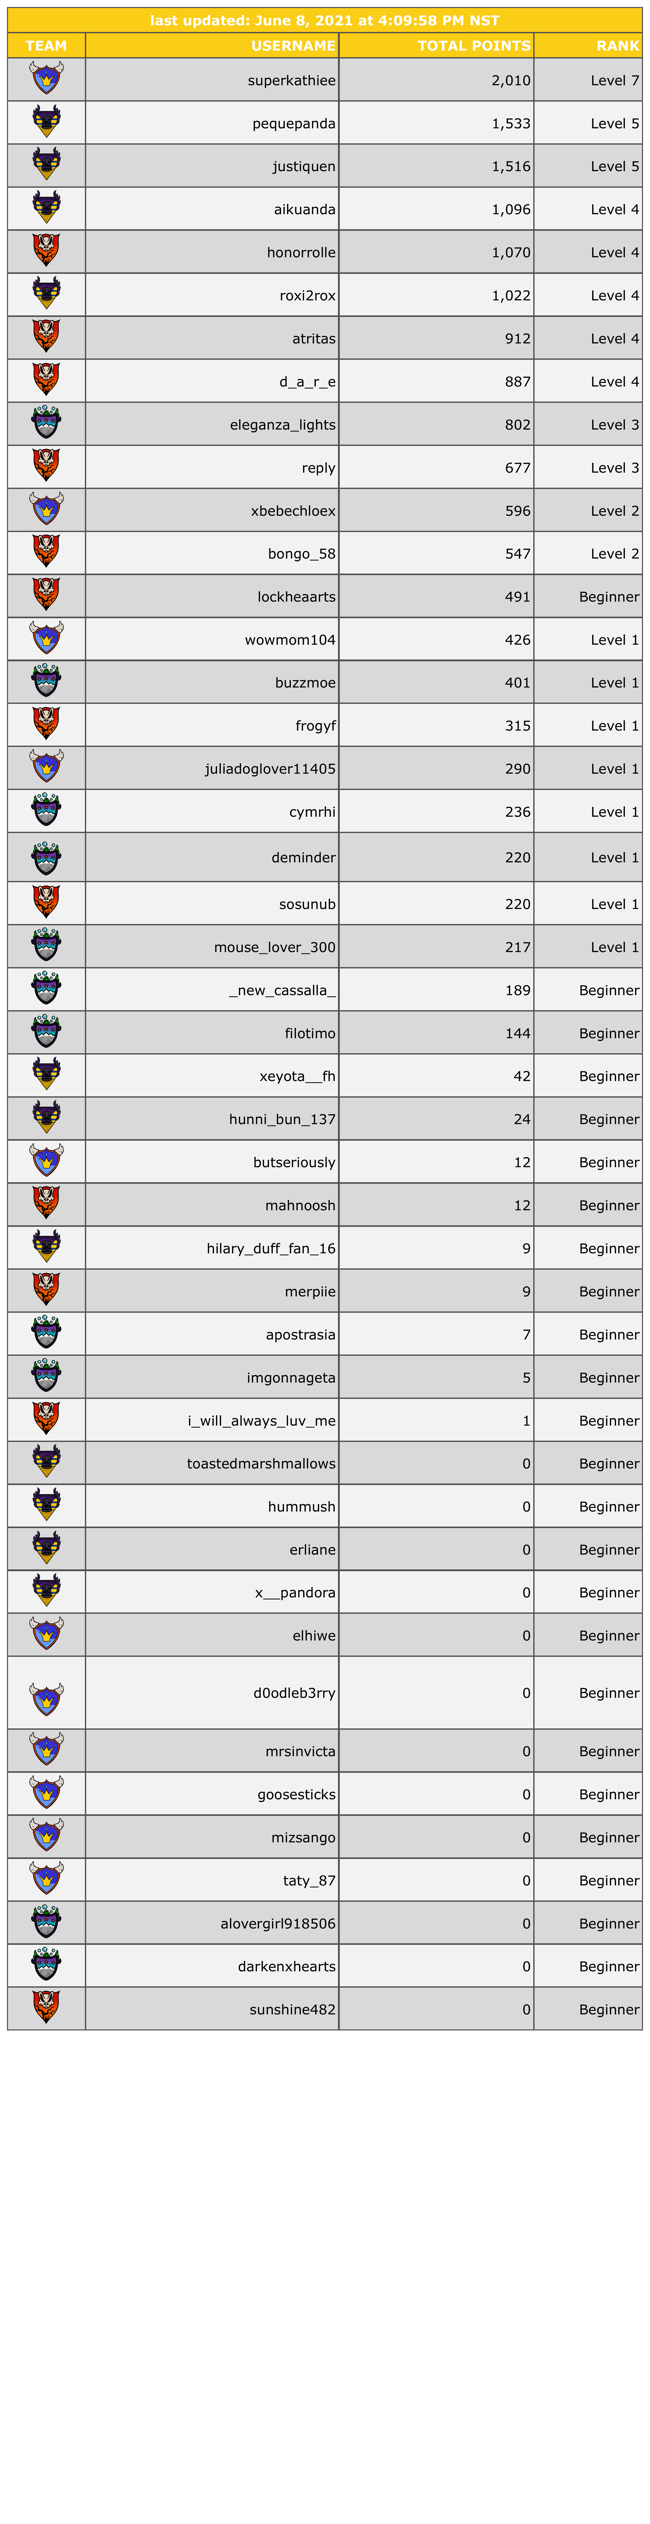 last updated: June 8, 2021 at 4:09:58 PM NST
TEAM USERNAME TOTAL POINTS RANK
superkathiee 2,010 Level 7
pequepanda 1,533 Level 5
justiquen 1,516 Level 5
aikuanda 1,096 Level 4
honorrolle 1,070 Level 4
roxi2rox 1,022 Level 4
atritas 912 Level 4
d_a_r_e 887 Level 4
eleganza_lights 802 Level 3
reply 677 Level 3
xbebechloex 596 Level 2
bongo_58 547 Level 2
lockheaarts 491 Beginner
wowmom104 426 Level 1
buzzmoe 401 Level 1
frogyf 315 Level 1
juliadoglover11405 290 Level 1
cymrhi 236 Level 1
deminder 220 Level 1
sosunub 220 Level 1
mouse_lover_300 217 Level 1
_new_cassalla_ 189 Beginner
filotimo 144 Beginner
xeyota__fh 42 Beginner
hunni_bun_137 24 Beginner
butseriously 12 Beginner
mahnoosh 12 Beginner
hilary_duff_fan_16 9 Beginner
merpiie 9 Beginner
apostrasia 7 Beginner
imgonnageta 5 Beginner
i_will_always_luv_me 1 Beginner
toastedmarshmallows 0 Beginner
hummush 0 Beginner
erliane 0 Beginner
x__pandora 0 Beginner
elhiwe 0 Beginner
d0odleb3rry 0 Beginner
mrsinvicta 0 Beginner
goosesticks 0 Beginner
mizsango 0 Beginner
taty_87 0 Beginner
alovergirl918506 0 Beginner
darkenxhearts 0 Beginner
sunshine482 0 Beginner